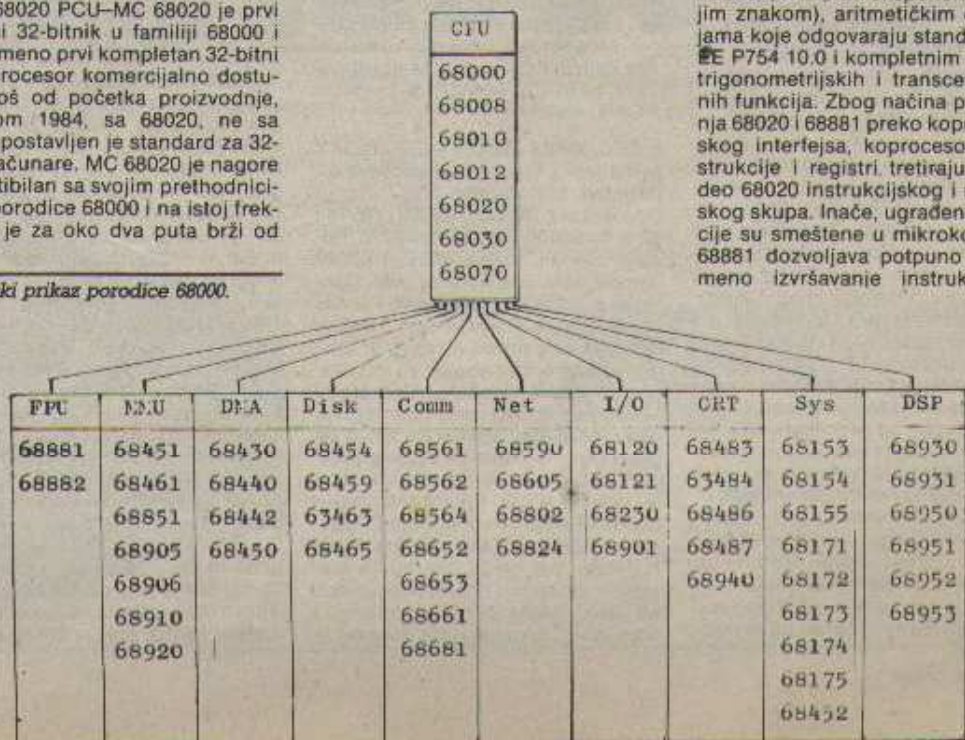 68020 PCU–MC 68020 je prvi
i 32-bitnik u familiji 68000 i
meno prvi kompletan 32-bitni
rocesor komercijalno dostu-
oš od početka proizvodnje,
om 1984, sa 68020, ne sa
postavljen je standard za 32-
ačunare. MC 68020 je nagore
tibilan sa svojim prethodnici-
orodice 68000 i na istoj frek-
je za oko dva puta brži od
ki prikaz porodice 68000.
jim znakom), aritmetičkim
jama koje odgovaraju stand
EE P754 10.0 i kompletnim
trigonometrijskih i transce
nih funkcija. Zbog načina p
nja 68020 i 68881 preko kop
skog interfejsa, koproceso
strukcije i registri tretiraju
deo 68020 instrukcijskog i
skog skupa. Inače, ugrađen
cije su smeštene u mikroko
68881 dozvoljava potpuno
meno izvršavanje instruk
CPU
68000
68008
68010
68012
68020
68030
68070
FPU MMU DMA Disk Comm Net I/O CRT Sys DSP
68881 68451 68430 68454 68561 68590 68120 68483 68153 68930
68882 68461 68440 68459 68562 68605 68121 63484 68154 68931
68851 68442 63463 68564 68802 68230 68486 68155 68950
68905 68450 68465 68652 68824 68901 68487 68171 68951
68906 68653 68940 68172 68952
68910 68661 68173 68953
68920 68681 68174
68175
68452